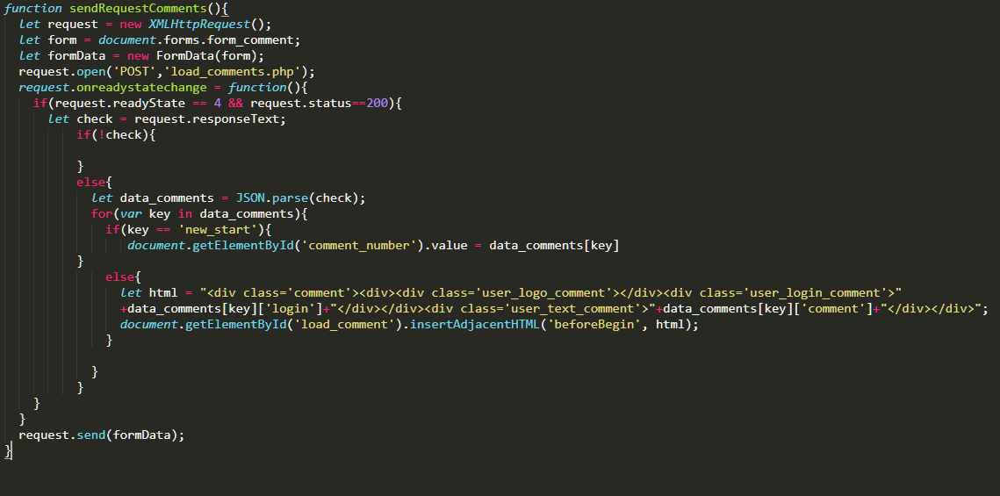 function sendRequestComments(){
let request = new XMLHttpRequest();
let form = document.forms.form_comment;
let formData = new FormData(form);
request.open('POST','load_comments.php');
request.onreadystatechange = function(){
if(request.readyState == 4 && request.status==200){
let check = request.responseText;
if(!check){
}
else{
let data_comments = JSON.parse(check);
for(var key in data_comments){
if(key == 'new_start'){
document.getElementById('comment_number').value = data_comments[key]
}
else{
let html = "<div class='comment'><div><div class='user_logo_comment'></div><div class='user_login_comment'>"
+data_comments[key]['login']+"</div></div><div class='user_text_comment'>"+data_comments[key]['comment']+"</div></div>";
document.getElementById('load_comment').insertAdjacentHTML('beforeBegin', html);
}
}
}
}
}
request.send(formData);
}